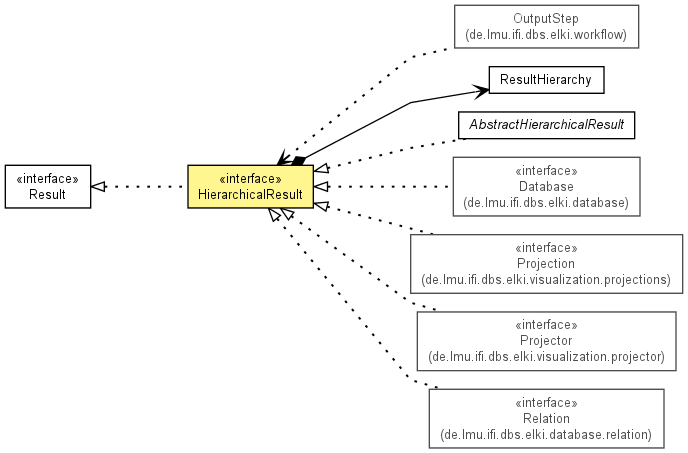 OutputStep
(de.lmu.ifi.dbs.elki.workflow)
ResultHierarchy
AbstractHierarchicalResult
«interface»
Result
«interface»
HierarchicalResult
«interface»
Database
(de.lmu.ifi.dbs.elki.database)
«interface»
Projection
(de.lmu.ifi.dbs.elki.visualization.projections)
«interface»
Projector
(de.lmu.ifi.dbs.elki.visualization.projector)
«interface»
Relation
(de.lmu.ifi.dbs.elki.database.relation)